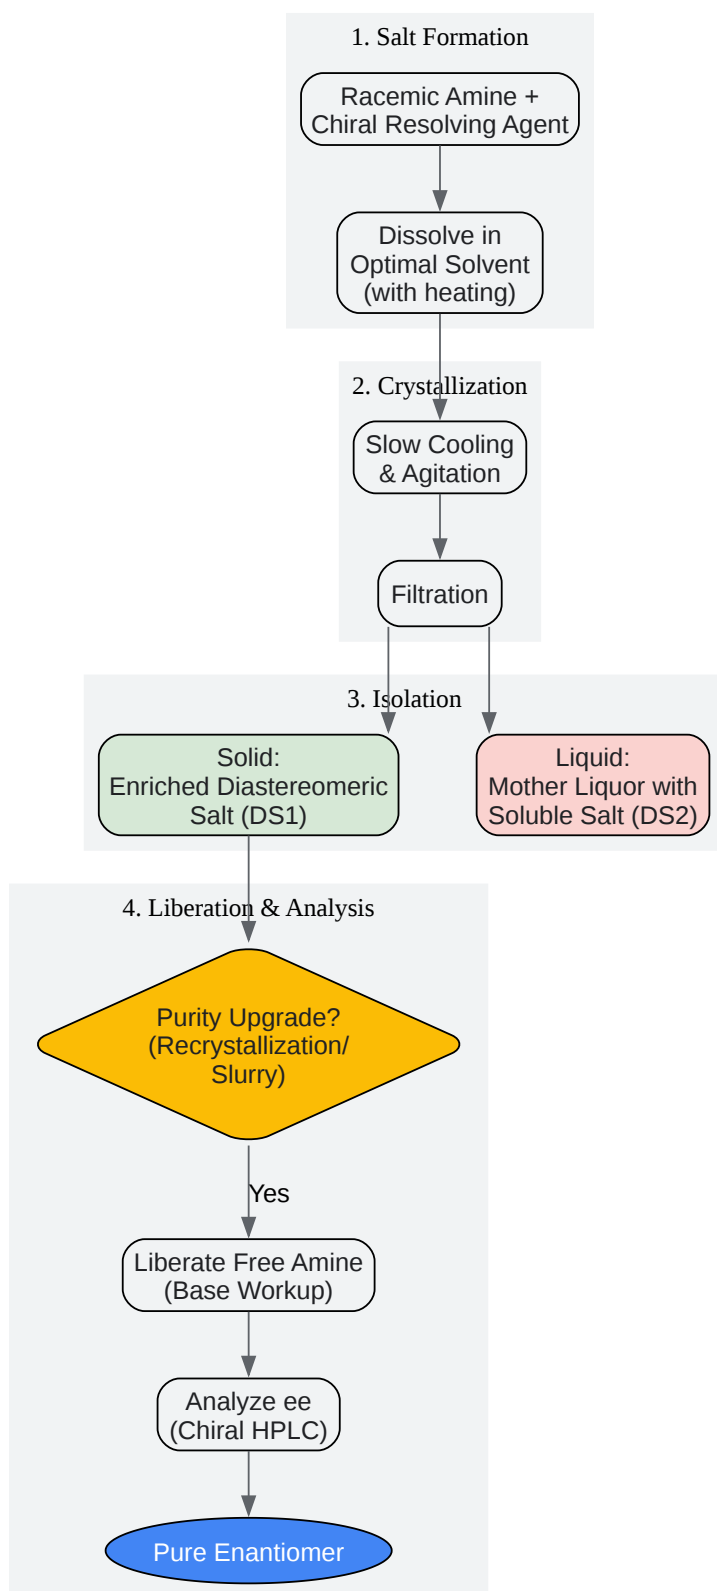 1. Salt Formation
Racemic Amine +
Chiral Resolving Agent
Dissolve in
Optimal Solvent
(with heating)
2. Crystallization
Slow Cooling
& Agitation
Filtration
3. Isolation
Solid:
Enriched Diastereomeric
Salt (DS1)
Liquid:
Mother Liquor with
Soluble Salt (DS2)
4. Liberation & Analysis
Purity Upgrade?
(Recrystallization/
Slurry)
Yes
Liberate Free Amine
(Base Workup)
Analyze ee
(Chiral HPLC)
Pure Enantiomer